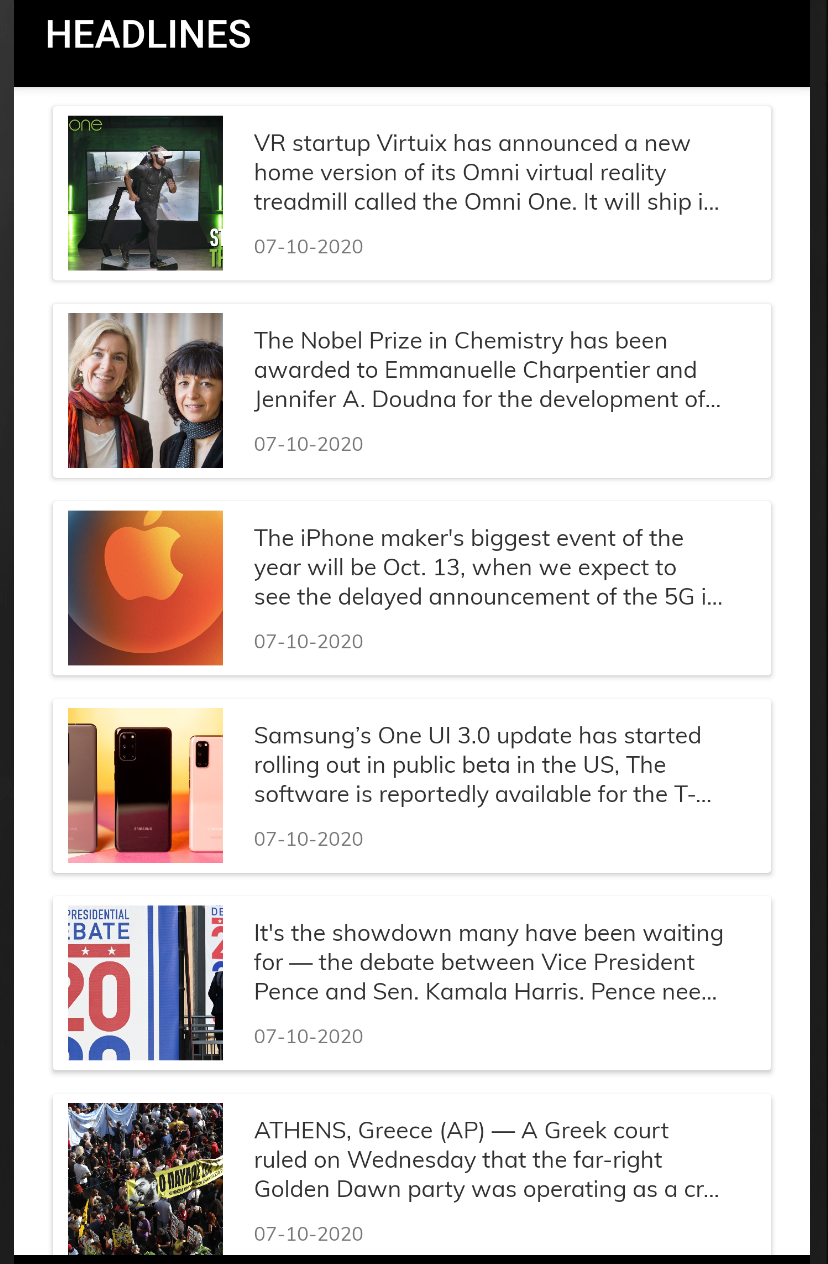 HEADLINES
one
VR startup Virtuix has announced a new
home version of its Omni virtual reality
treadmill called the Omni One. It will ship i...
07-10-2020
The Nobel Prize in Chemistry has been
awarded to Emmanuelle Charpentier and
Jennifer A. Doudna for the development of...
07-10-2020
The iPhone maker's biggest event of the
year will be Oct. 13, when we expect to
see the delayed announcement of the 5G i...
07-10-2020
SAMSUNG
Samsung’s One UI 3.0 update has started
rolling out in public beta in the US, The
software is reportedly available for the T-...
07-10-2020
PRESIDENTIAL
EBATE
20
DE
It's the showdown many have been waiting
for — the debate between Vice President
Pence and Sen. Kamala Harris. Pence nee...
07-10-2020
ATHENS, Greece (AP) — A Greek court
ruled on Wednesday that the far-right
Golden Dawn party was operating as a cr...
07-10-2020